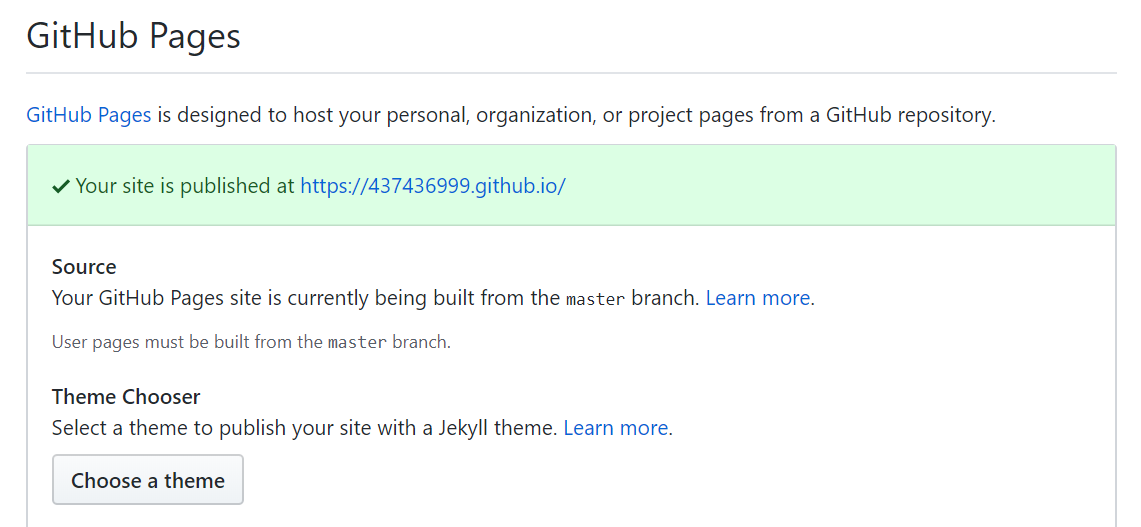 GitHub Pages
GitHub Pages is designed to host your personal, organization, or project pages from a GitHub repository.
Your site is published at https://437436999.github.io/
Source
Your GitHub Pages site is currently being built from the master branch. Learn more.
User pages must be built from the master branch.
Theme Chooser
Select a theme to publish your site with a Jekyll theme. Learn more.
Choose a theme